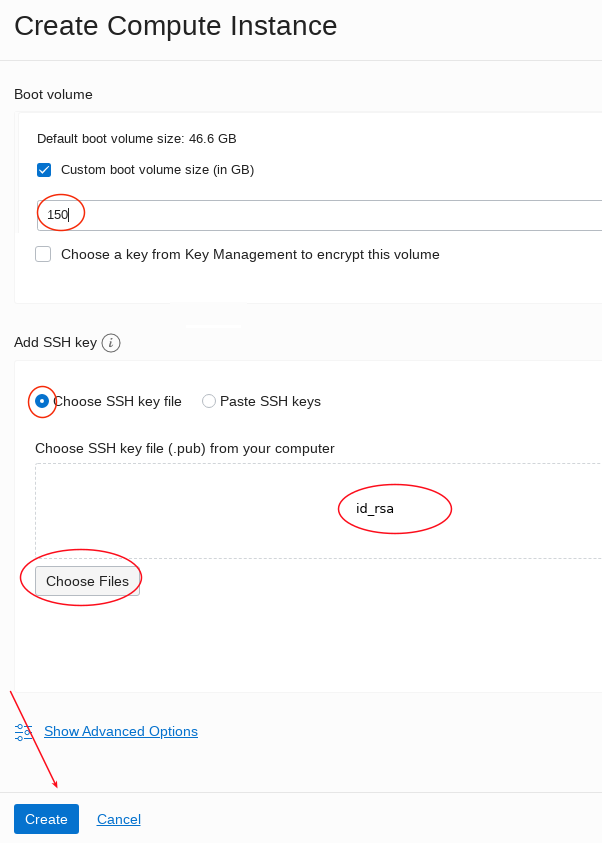 Create Compute Instance
Boot volume
Default boot volume size: 46.6 GB
Custom boot volume size (in GB)
150
Choose a key from Key Management to encrypt this volume
Add SSH key i
Choose SSH key file Paste SSH keys
Choose SSH key file (.pub) from your computer
id_rsa
Choose Files
Show Advanced Options
Create Cancel